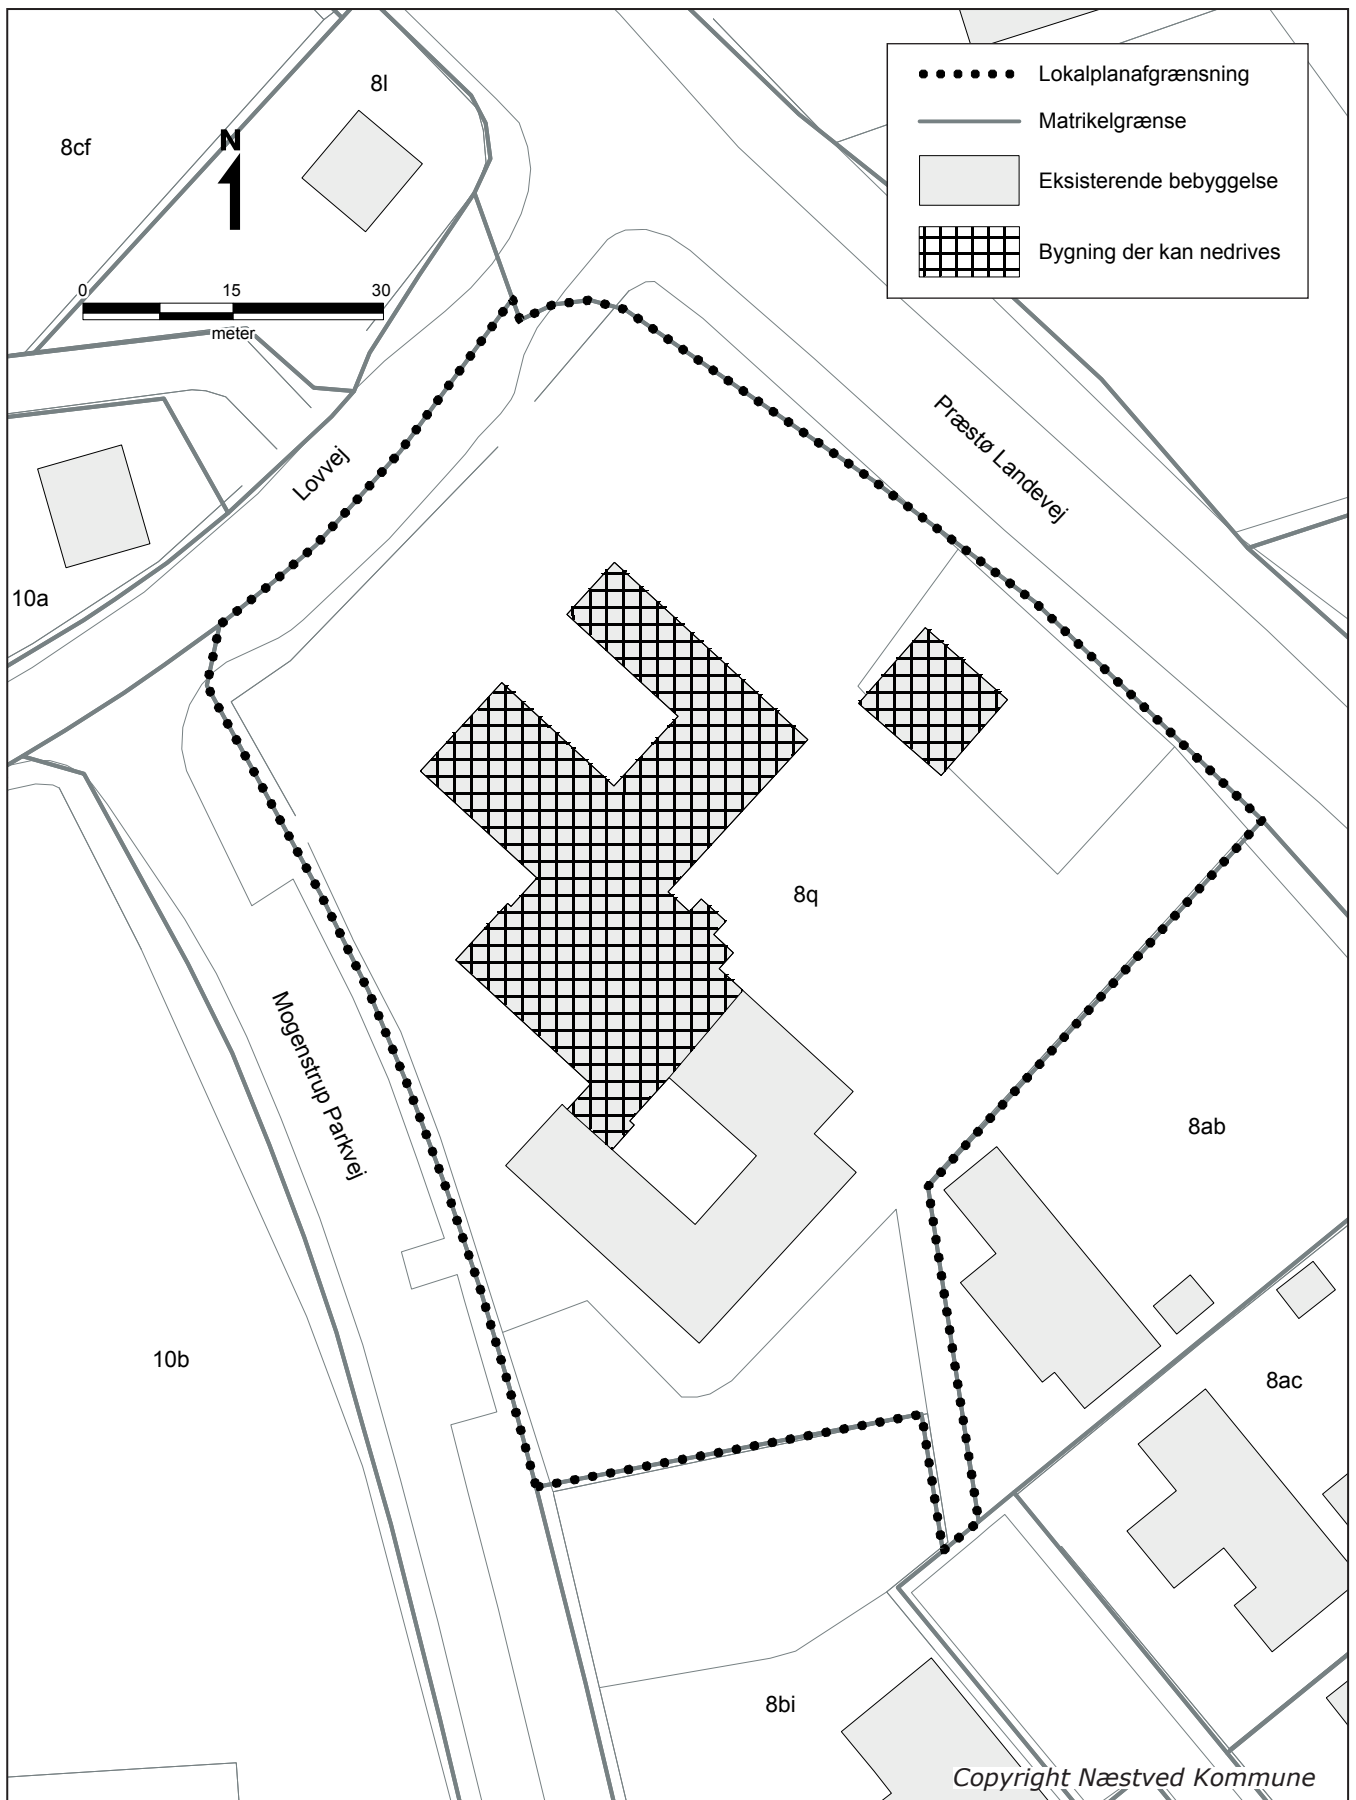 8l
8cf
N
0 15 30
meter
Lokalplanafgrænsning
Matrikelgrænse
Eksisterende bebyggelse
Bygning der kan nedrives
Præstø Landevej
Lovvej
10a
8q
Mogenstrup Parkvej
8ab
10b
8ac
8bi
Copyright Næstved Kommune